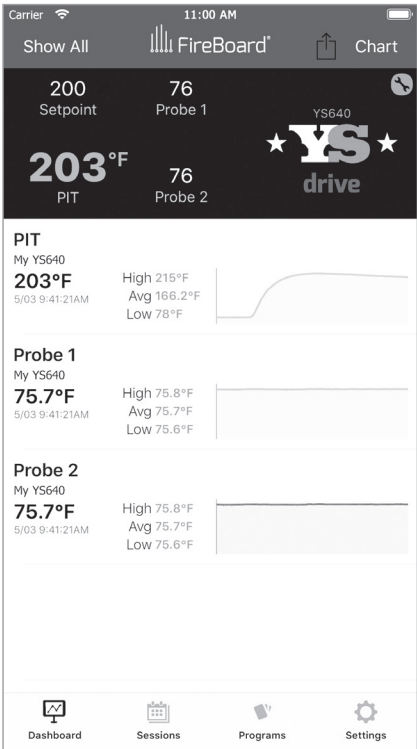 Carrier 11:00 AM
Show All FireBoard® Chart
200 76
Setpoint Probe 1
YS640
YS
drive
203°F 76
PIT Probe 2
PIT
My YS640
203°F
5/03 9:41:21AM
High 215°F
Avg 166.2°F
Low 78°F
Probe 1
My YS640
75.7°F
5/03 9:41:21AM
High 75.8°F
Avg 75.7°F
Low 75.6°F
Probe 2
My YS640
75.7°F
5/03 9:41:21AM
High 75.8°F
Avg 75.7°F
Low 75.6°F
Dashboard Sessions Programs Settings